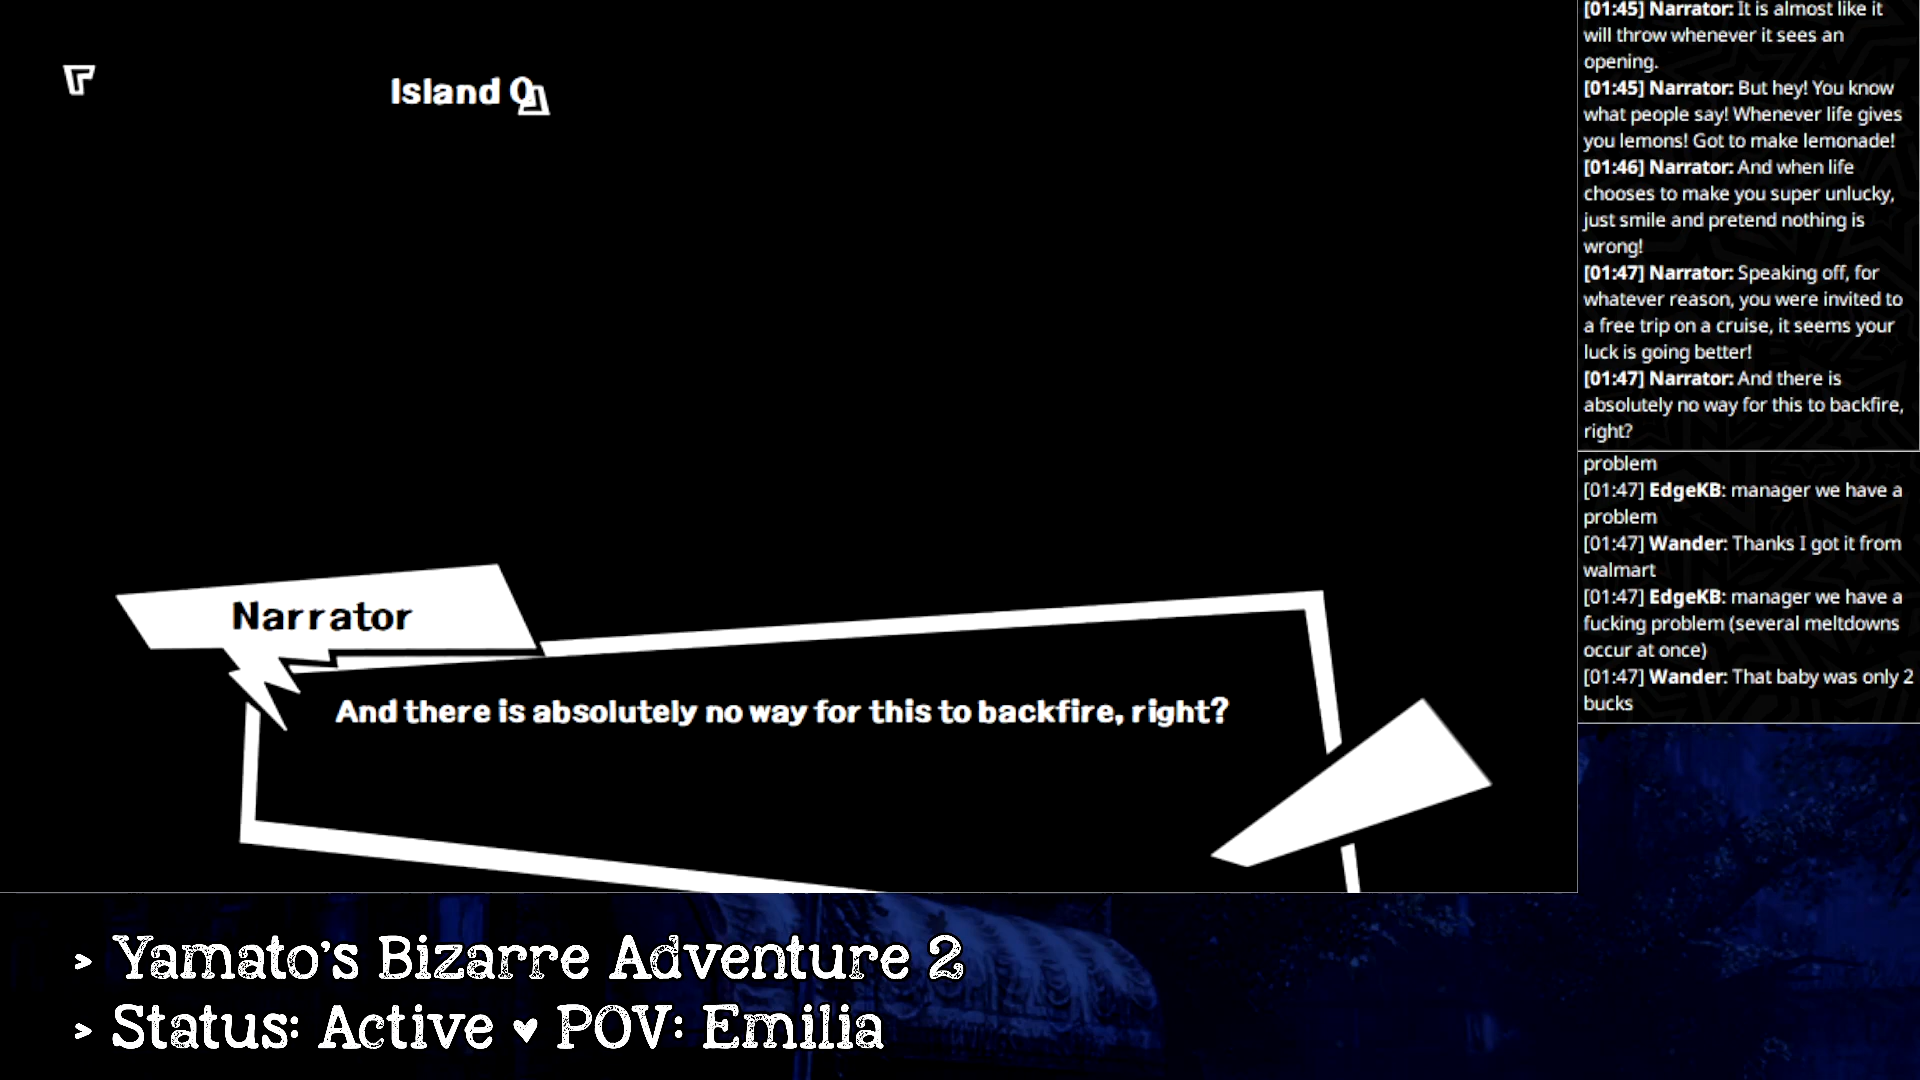 Island 0
Narrator
And there is absolutely no way for this to backfire, right?
[01:45] Narrator: It is almost like it
will throw whenever it sees an
opening.
[01:45] Narrator: But hey! You know
what people say! Whenever life gives
you lemons! Got to make lemonade!
[01:46] Narrator: And when life
chooses to make you super unlucky,
just smile and pretend nothing is
wrong!
[01:47] Narrator: Speaking off, for
whatever reason, you were invited to
a free trip on a cruise, it seems your
luck is going better!
[01:47] Narrator: And there is
absolutely no way for this to backfire,
right?
problem
[01:47] EdgeKB: manager we have a
problem
[01:47] Wander: Thanks I got it from
walmart
[01:47] EdgeKB: manager we have a
fucking problem (several meltdowns
occur at once)
[01:47] Wander: That baby was only 2
bucks
> Yamato's Bizarre Adventure 2
> Status: Active ♥ POV: Emilia